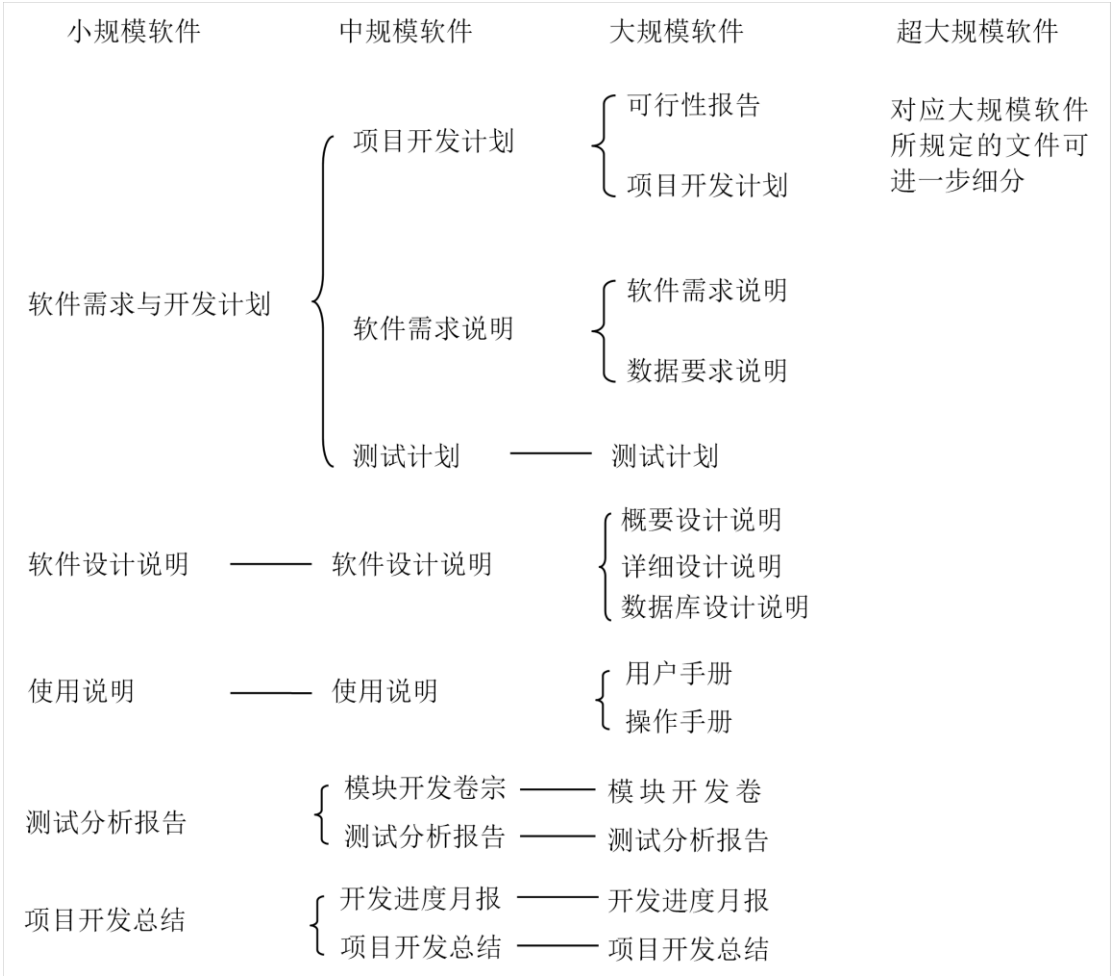 小规模软件 中规模软件 大规模软件 超大规模软件
可行性报告
对应大规模软件
项目开发计划
所规定的文件可
项目开发计划
进一步细分
软件需求说明
软件需求与开发计划
软件需求说明
数据要求说明
测试计划 测试计划
概要设计说明
软件设计说明 软件设计说明 详细设计说明
数据库设计说明
用户手册
使用说明 使用说明
操作手册
模块开发卷宗 模块开发卷
测试分析报告
测试分析报告 测试分析报告
开发进度月报 开发进度月报
项目开发总结
项目开发总结 项目开发总结